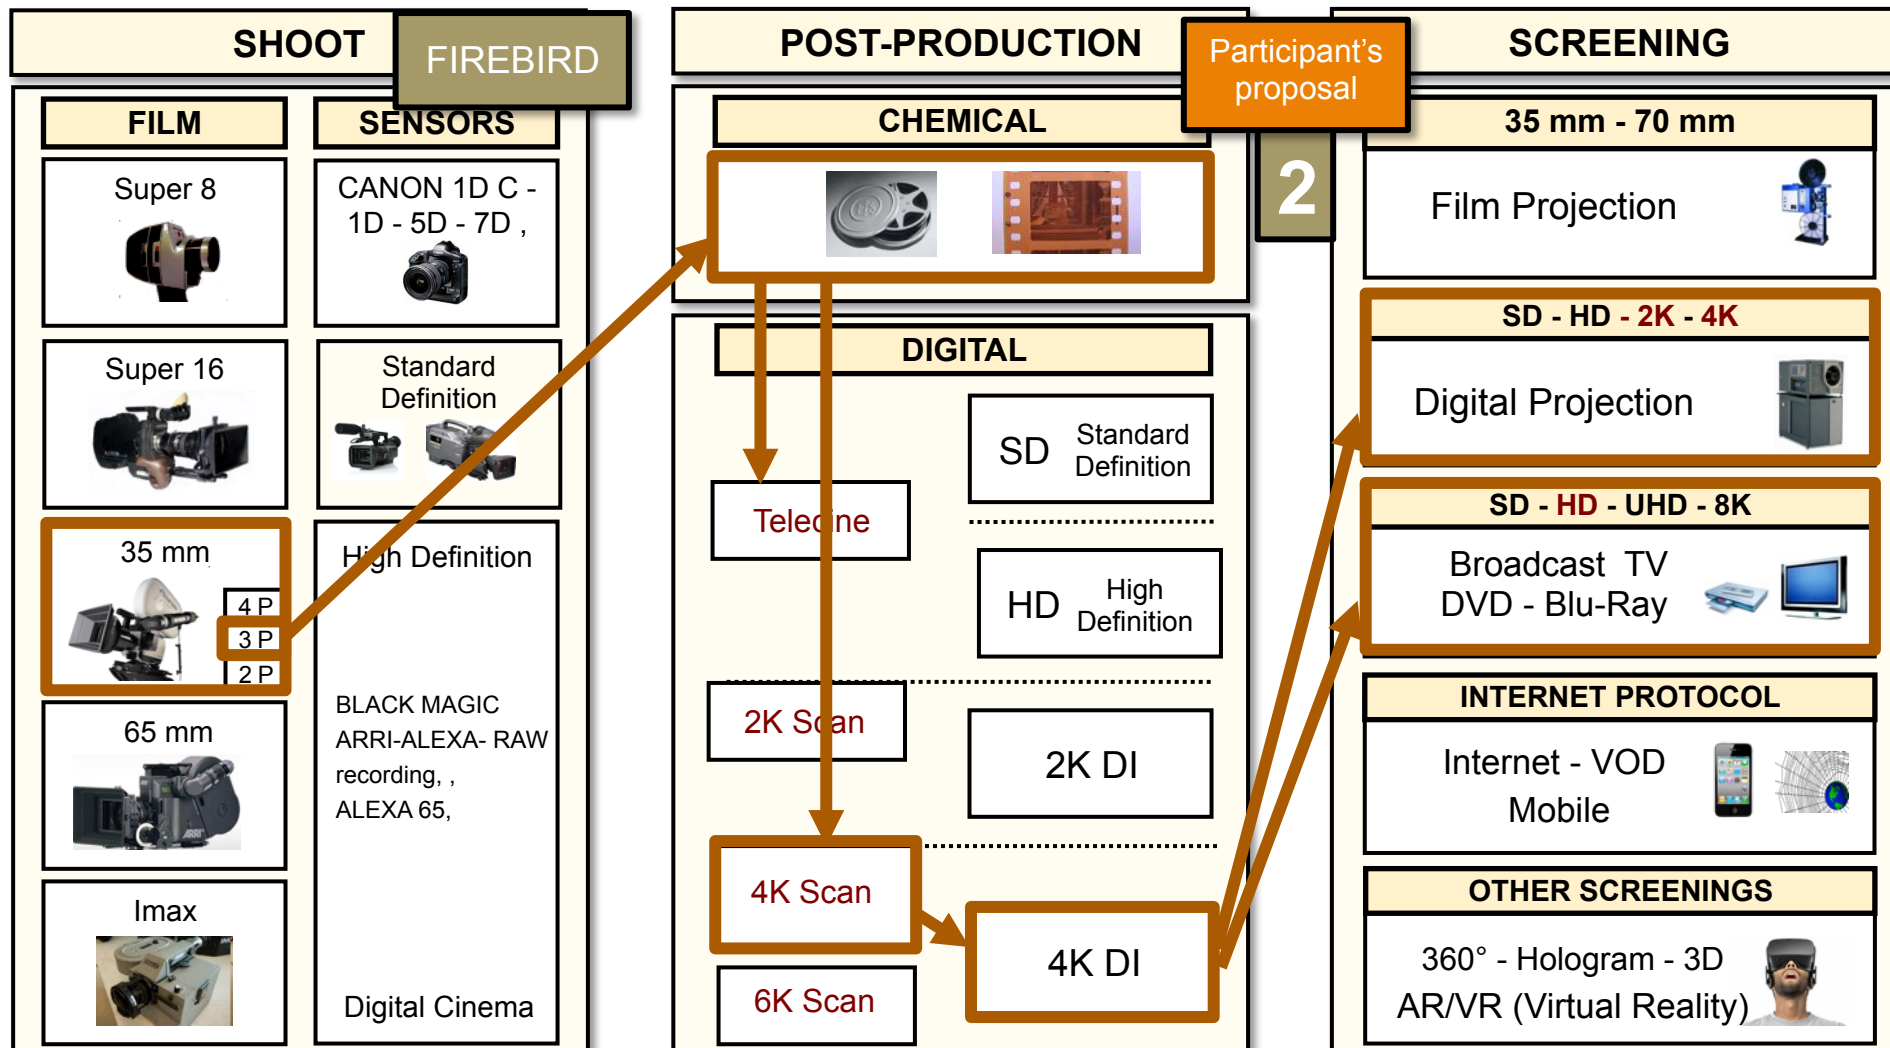 SHOOT
FIREBIRD
POST-PRODUCTION
Participant's
proposal
SCREENING
FILM
SENSORS
Super 8
CANON 1D C -
1D - 5D - 7D ,
Super 16
Standard
Definition
35 mm
4 P
3 P
2 P
High Definition
65 mm
BLACK MAGIC
ARRI-ALEXA- RAW
recording, ,
ALEXA 65,
ARRI
Imax
Digital Cinema
CHEMICAL
2
DIGITAL
SD Standard
Definition
Telecine
HD High
Definition
2K Scan
2K DI
4K Scan
4K DI
6K Scan
35 mm - 70 mm
Film Projection
SD - HD - 2K - 4K
Digital Projection
SD - HD - UHD - 8K
Broadcast TV
DVD - Blu-Ray
INTERNET PROTOCOL
Internet - VOD
Mobile
OTHER SCREENINGS
360° - Hologram - 3D
AR/VR (Virtual Reality)